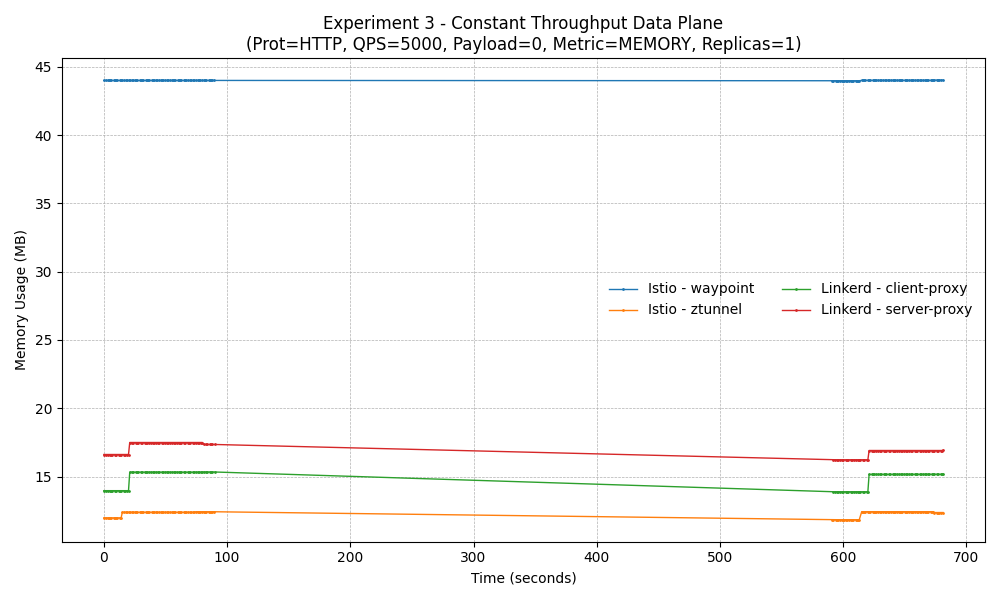 Experiment 3 - Constant Throughput Data Plane
(Prot=HTTP, QPS=5000, Payload=0, Metric=MEMORY, Replicas=1)
Memory Usage (MB)
45
40
35
30
25
20
15
Istio - waypoint
Istio - ztunnel
Linkerd - client-proxy
Linkerd - server-proxy
0
100
200
300
400
500
600
700
Time (seconds)